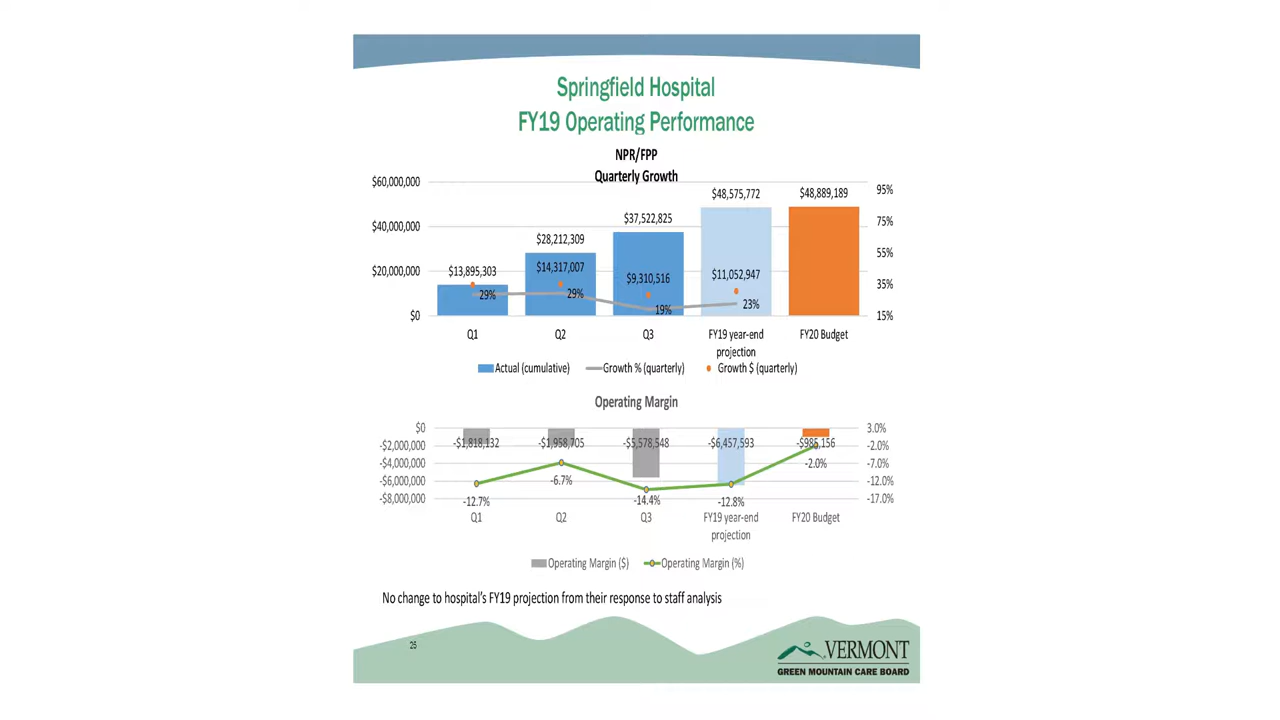 Springfield Hospital
FY19 Operating Performance
NPR/FPP
Quarterly Growth
$60,000,000
$40,000,000
$20,000,000
$0
95%
75%
55%
35%
15%
$13,895,303
$28,212,309
$37,522,825
$48,575,772
$48,889,189
$14,317,007
$9,310,516
$11,052,947
29%
29%
19%
23%
Q1
Q2
Q3
FY19 year-end
projection
FY20 Budget
Actual (cumulative)
Growth % (quarterly)
Growth $ (quarterly)
Operating Margin
$0
-$2,000,000
-$4,000,000
-$6,000,000
-$8,000,000
3.0%
-2.0%
-7.0%
-12.0%
-17.0%
-$1,818,132
-$1,958,705
-$5,578,548
-$6,457,593
-$985,156
-12.7%
-6.7%
-14.4%
-12.8%
-2.0%
Q1
Q2
Q3
FY19 year-end
projection
FY20 Budget
Operating Margin ($)
Operating Margin (%)
No change to hospital's FY19 projection from their response to staff analysis
VERMONT
GREEN MOUNTAIN CARE BOARD